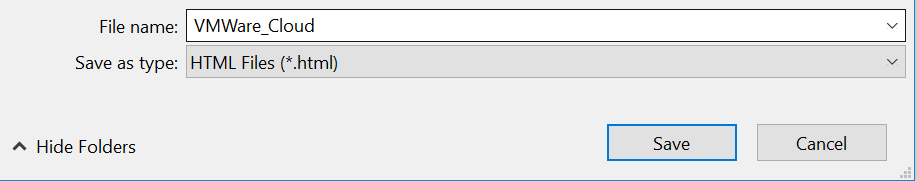 File name: VMWare_Cloud
Save as type: HTML Files (*.html)
Hide Folders Save Cancel